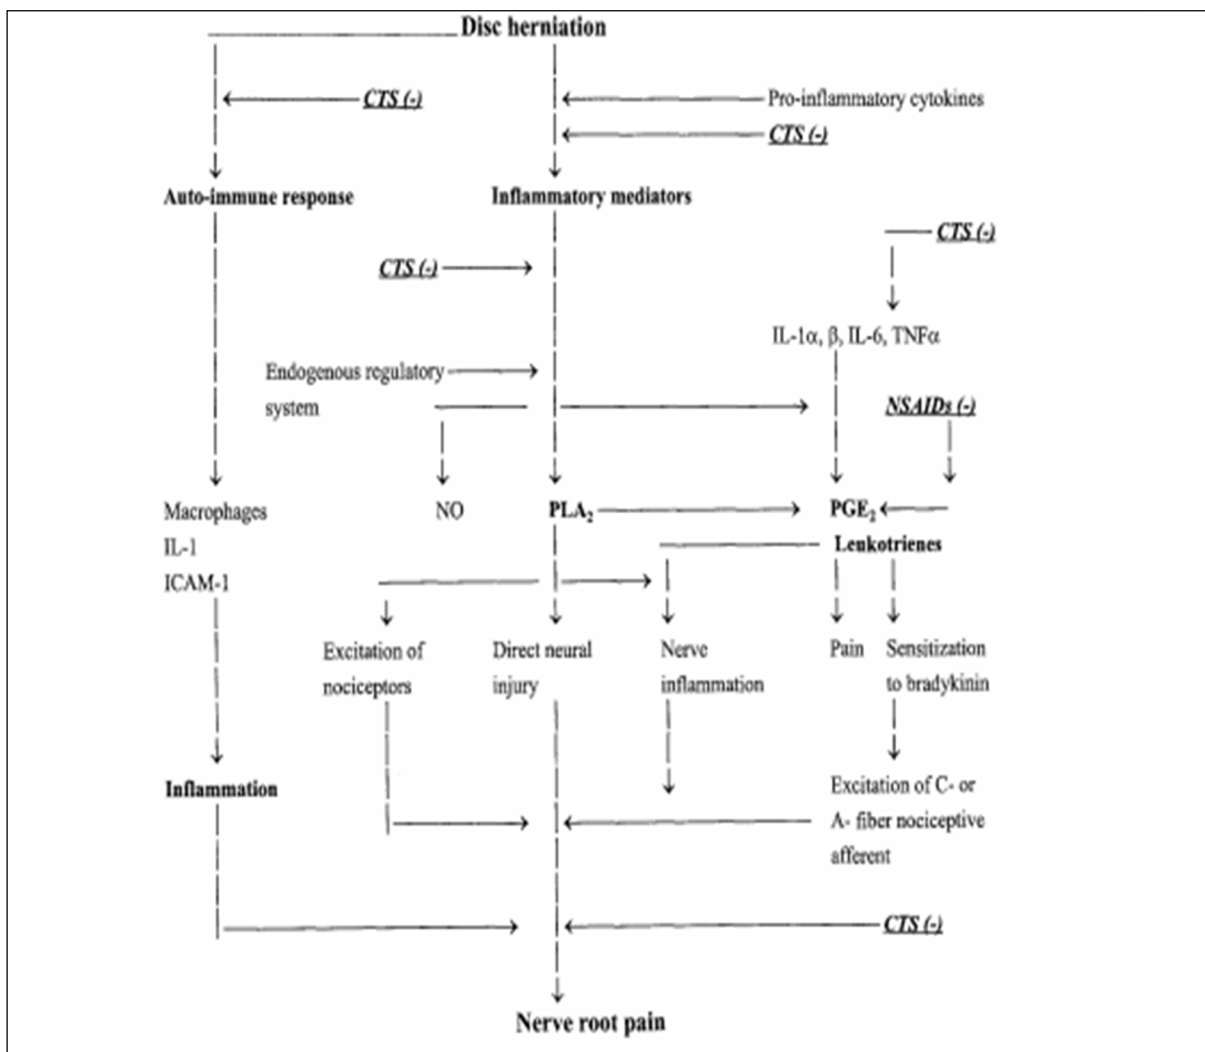 Disc herniation
CTS (-)
Pro-inflammatory cytokines
CTS (-)
Auto-immune response
Inflammatory mediators
CTS (-)
CTS (-)
IL-1α, β, IL-6, TNFα
Endogenous regulatory
system
NSAIDs (-)
Macrophages
IL-1
ICAM-1
NO
PLA₂
PGE₂
Leukotrienes
Excitation of
nociceptors
Direct neural
injury
Nerve
inflammation
Pain
Sensitization
to bradykinin
Inflammation
Excitation of C- or
A- fiber nociceptive
afferent
CTS (-)
Nerve root pain